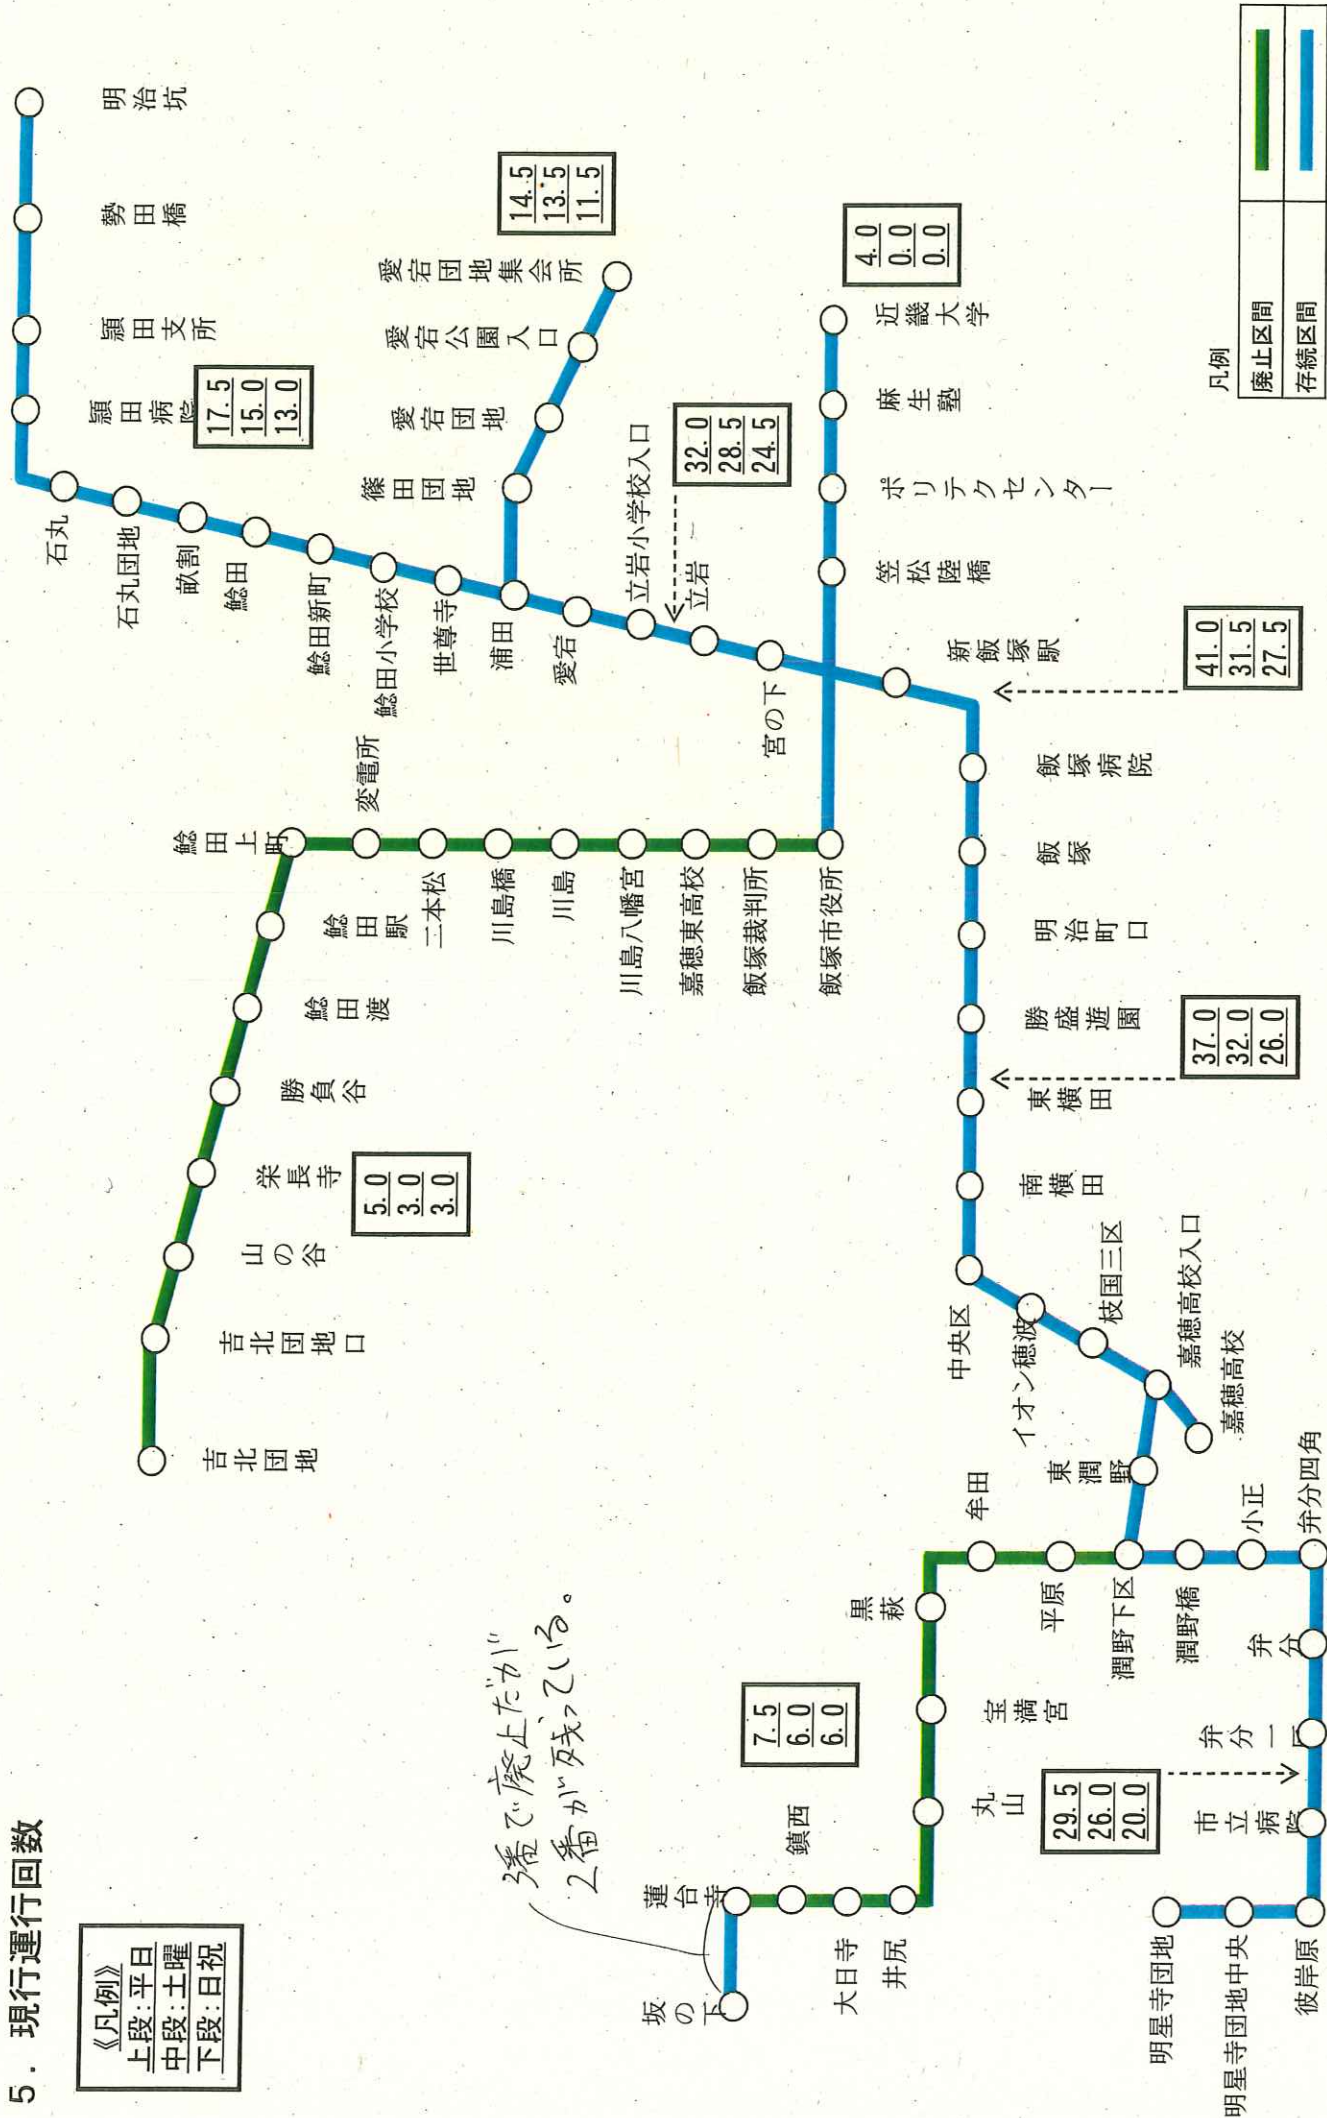 5. 現行運行回数
《凡例》
上段:平日
中段:土曜
下段:日祝
吉北団地
吉北団地口
山の谷
栄長寺
勝負谷
鯰田渡
鯰田駅
鯰田上町
5.0
3.0
3.0
変電所
二本松
川島橋
川島
川島八幡宮
嘉穂東高校
飯塚裁判所
飯塚市役所
明治坑
勢田橋
頴田支所
頴田病院
17.5
15.0
13.0
石丸
石丸団地
畝割
鯰田
鯰田新町
鯰田小学校
世尊寺
浦田
愛宕
立岩小学校入口
立岩
宮の下
新飯塚駅
篠田団地
愛宕団地
愛宕公園入口
愛宕団地集会所
14.5
13.5
11.5
32.0
28.5
24.5
笠松陸橋
ポリテクセンター
麻生塾
近畿大学
4.0
0.0
0.0
41.0
31.5
27.5
飯塚病院
飯塚
明治町口
勝盛遊園
東横田
南横田
中央区
37.0
32.0
26.0
イオン穂波
枝国三区
嘉穂高校入口
嘉穂高校
東潤野
潤野下区
平原
牟田
黒萩
宝満宮
丸山
井尻
大日寺
鎮西
蓮台寺
坂の下
7.5
6.0
6.0
3番で廃止だが
2番が残っている。
潤野橋
小正
弁分四角
弁分
弁分一区
市立病院
彼岸原
明星寺団地中央
明星寺団地
29.5
26.0
20.0
凡例
廃止区間
存続区間